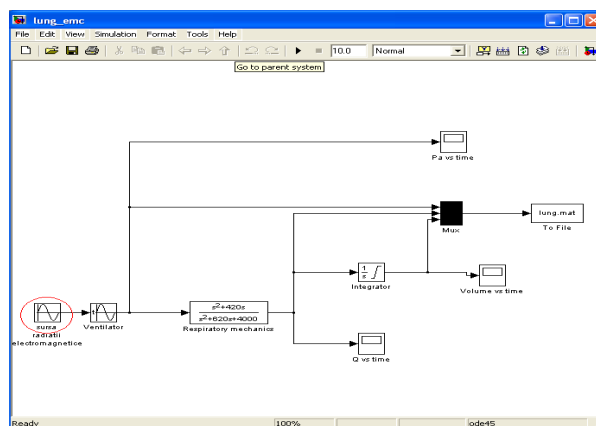 lung_emc
File Edit View Simulation Format Tools Help
10.0 Normal
Go to parent system
Pa vs time
Mux
lung.mat
To File
1
s
Integrator
Volume vs time
s²+420s
s²+620s+4000
Respiratory mechanics
sursa
radiatii
electromagnetice
Ventilator
Q vs time
Ready 100% ode45